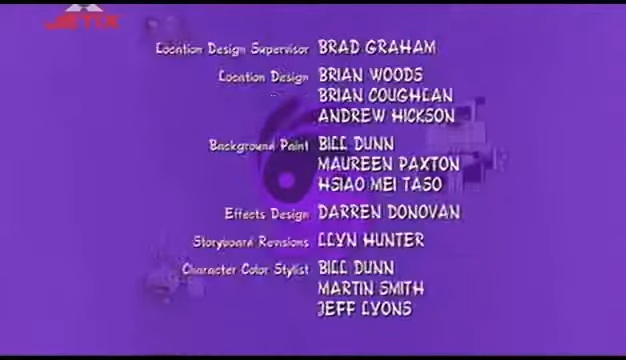 JETIX
Location Design Supervisor BRAD GRAHAM
Location Design BRIAN WOODS
BRIAN COUGHLAN
ANDREW HICKSON
Background Paint BILL DUNN
MAUREEN PAXTON
HSIAO MEI TASO
Effects Design DARREN DONOVAN
Storyboard Revisions LLYN HUNTER
Character Color Stylist BILL DUNN
MARTIN SMITH
JEFF LYONS